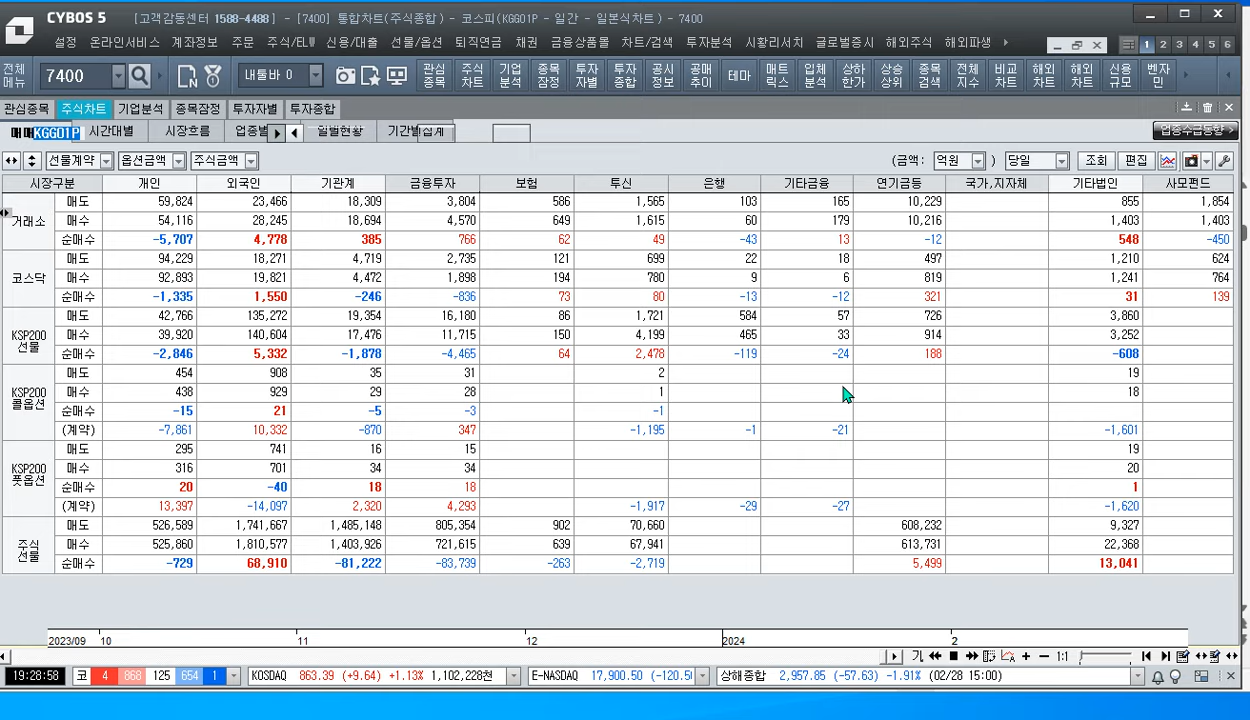 CYBOS 5 [고객감동센터 1588-4488] - [7400] 통합차트(주식종합) - 코스피(KGG01P - 일간 - 일본식차트) - 7400
설정 온라인서비스 계좌정보 주문 주식/ELW 신용/대출 선물/옵션 퇴직연금 채권 금융상품몰 차트/검색 투자분석 시황리서치 글로벌증시 해외주식 해외파생 1 2 3 4 5 6
전체메뉴 7400 내툴바 0 관심종목 주식차트 기업분석 종목잠정 투자자별 투자종합 공시정보 공매추이 테마 매트릭스 입체분석 상하한가 상승상위 종목검색 전체지수 비교차트 해외차트 해외차트 신용규모 벤자민
관심종목 주식차트 기업분석 종목잠정 투자자별 투자종합
매매 KGG01P 시간대별 시장흐름 업종별 일별현황 기간별집계 업종수급동향
선물계약 옵션금액 주식금액 (금액: 억원 ) 당일 조회 편집
시장구분 개인 외국인 기관계 금융투자 보험 투신 은행 기타금융 연기금등 국가,지자체 기타법인 사모펀드
거래소
매도 59,824 23,466 18,309 3,804 586 1,565 103 165 10,229 855 1,854
매수 54,116 28,245 18,694 4,570 649 1,615 60 179 10,216 1,403 1,403
순매수 -5,707 4,778 385 766 62 49 -43 13 -12 548 -450
코스닥
매도 94,229 18,271 4,719 2,735 121 699 22 18 497 1,210 624
매수 92,893 19,821 4,472 1,898 194 780 9 6 819 1,241 764
순매수 -1,335 1,550 -246 -836 73 80 -13 -12 321 31 139
KSP200 선물
매도 42,766 135,272 19,354 16,180 86 1,721 584 57 726 3,860
매수 39,920 140,604 17,476 11,715 150 4,199 465 33 914 3,252
순매수 -2,846 5,332 -1,878 -4,465 64 2,478 -119 -24 188 -608
KSP200 콜옵션
매도 454 908 35 31 2 19
매수 438 929 29 28 1 18
순매수 -15 21 -5 -3 -1
(계약) -7,861 10,332 -870 347 -1,195 -1 -21 -1,601
KSP200 풋옵션
매도 295 741 16 15 19
매수 316 701 34 34 20
순매수 20 -40 18 18 1
(계약) 13,397 -14,097 2,320 4,293 -1,917 -29 -27 -1,620
주식 선물
매도 526,589 1,741,667 1,485,148 805,354 902 70,660 608,232 9,327
매수 525,860 1,810,577 1,403,926 721,615 639 67,941 613,731 22,368
순매수 -729 68,910 -81,222 -83,739 -263 -2,719 5,499 13,041
2023/09 10 11 12 2024 2
1:1
19:28:58 코 4 868 125 654 1 KOSDAQ 863.39 (+9.64) +1.13% 1,102,228천 E-NASDAQ 17,900.50 (-120.5 상해종합 2,957.85 (-57.63) -1.91% (02/28 15:00)